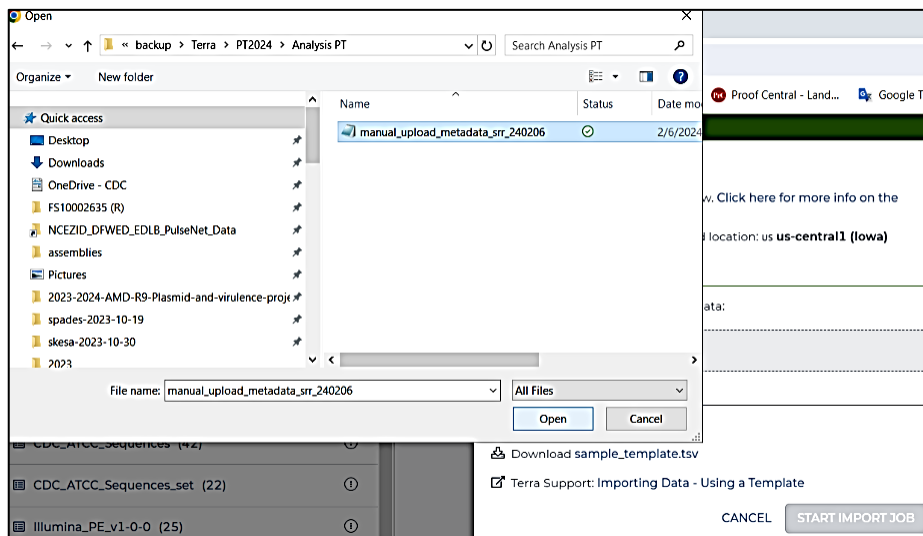 Open
« backup > Terra > PT2024 > Analysis PT
Search Analysis PT
Organize
New folder
Name
Status
Date mo
Quick access
Desktop
Downloads
OneDrive - CDC
FS10002635 (R)
NCEZID_DFWED_EDLB_PulseNet_Data
assemblies
Pictures
2023-2024-AMD-R9-Plasmid-and-virulence-proje
spades-2023-10-19
skesa-2023-10-30
2023
manual_upload_metadata_srr_240206
2/6/2024
File name: manual_upload_metadata_srr_240206
All Files
Open
Cancel
Proof Central - Land...
Google T
w. Click here for more info on the
location: us us-central1 (Iowa)
ata:
CDC_ATCC_Sequences (42)
CDC_ATCC_Sequences_set (22)
Illumina_PE_v1-0-0 (25)
Download sample_template.tsv
Terra Support: Importing Data - Using a Template
CANCEL
START IMPORT JOB